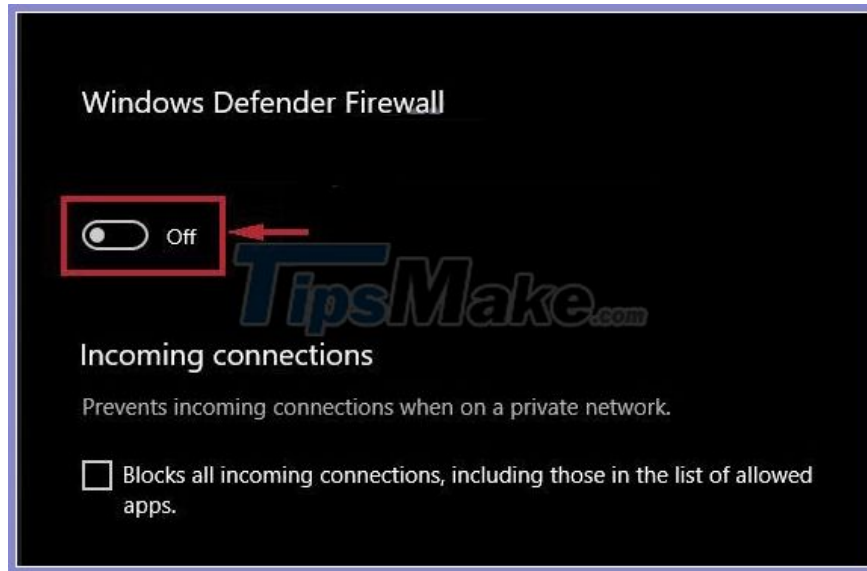 Windows Defender Firewall
Off
TipsMake.com
Incoming connections
Prevents incoming connections when on a private network.
Blocks all incoming connections, including those in the list of allowed
apps.